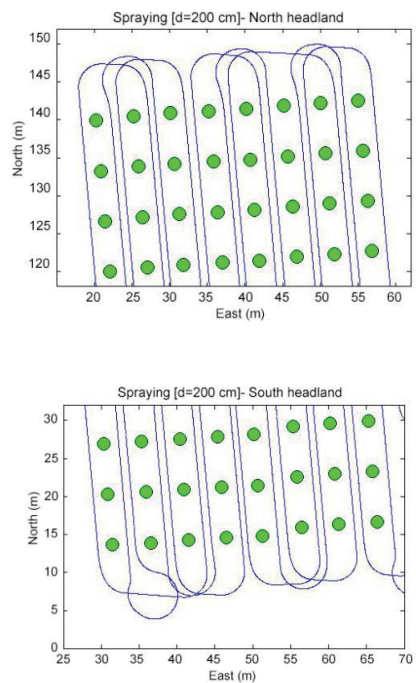 Spraying [d=200 cm]- North headland
150
145
140
135
130
125
120
North (m)
20 25 30 35 40 45 50 55 60
East (m)
Spraying [d=200 cm]- South headland
30
25
20
15
10
5
0
North (m)
25 30 35 40 45 50 55 60 65 70
East (m)